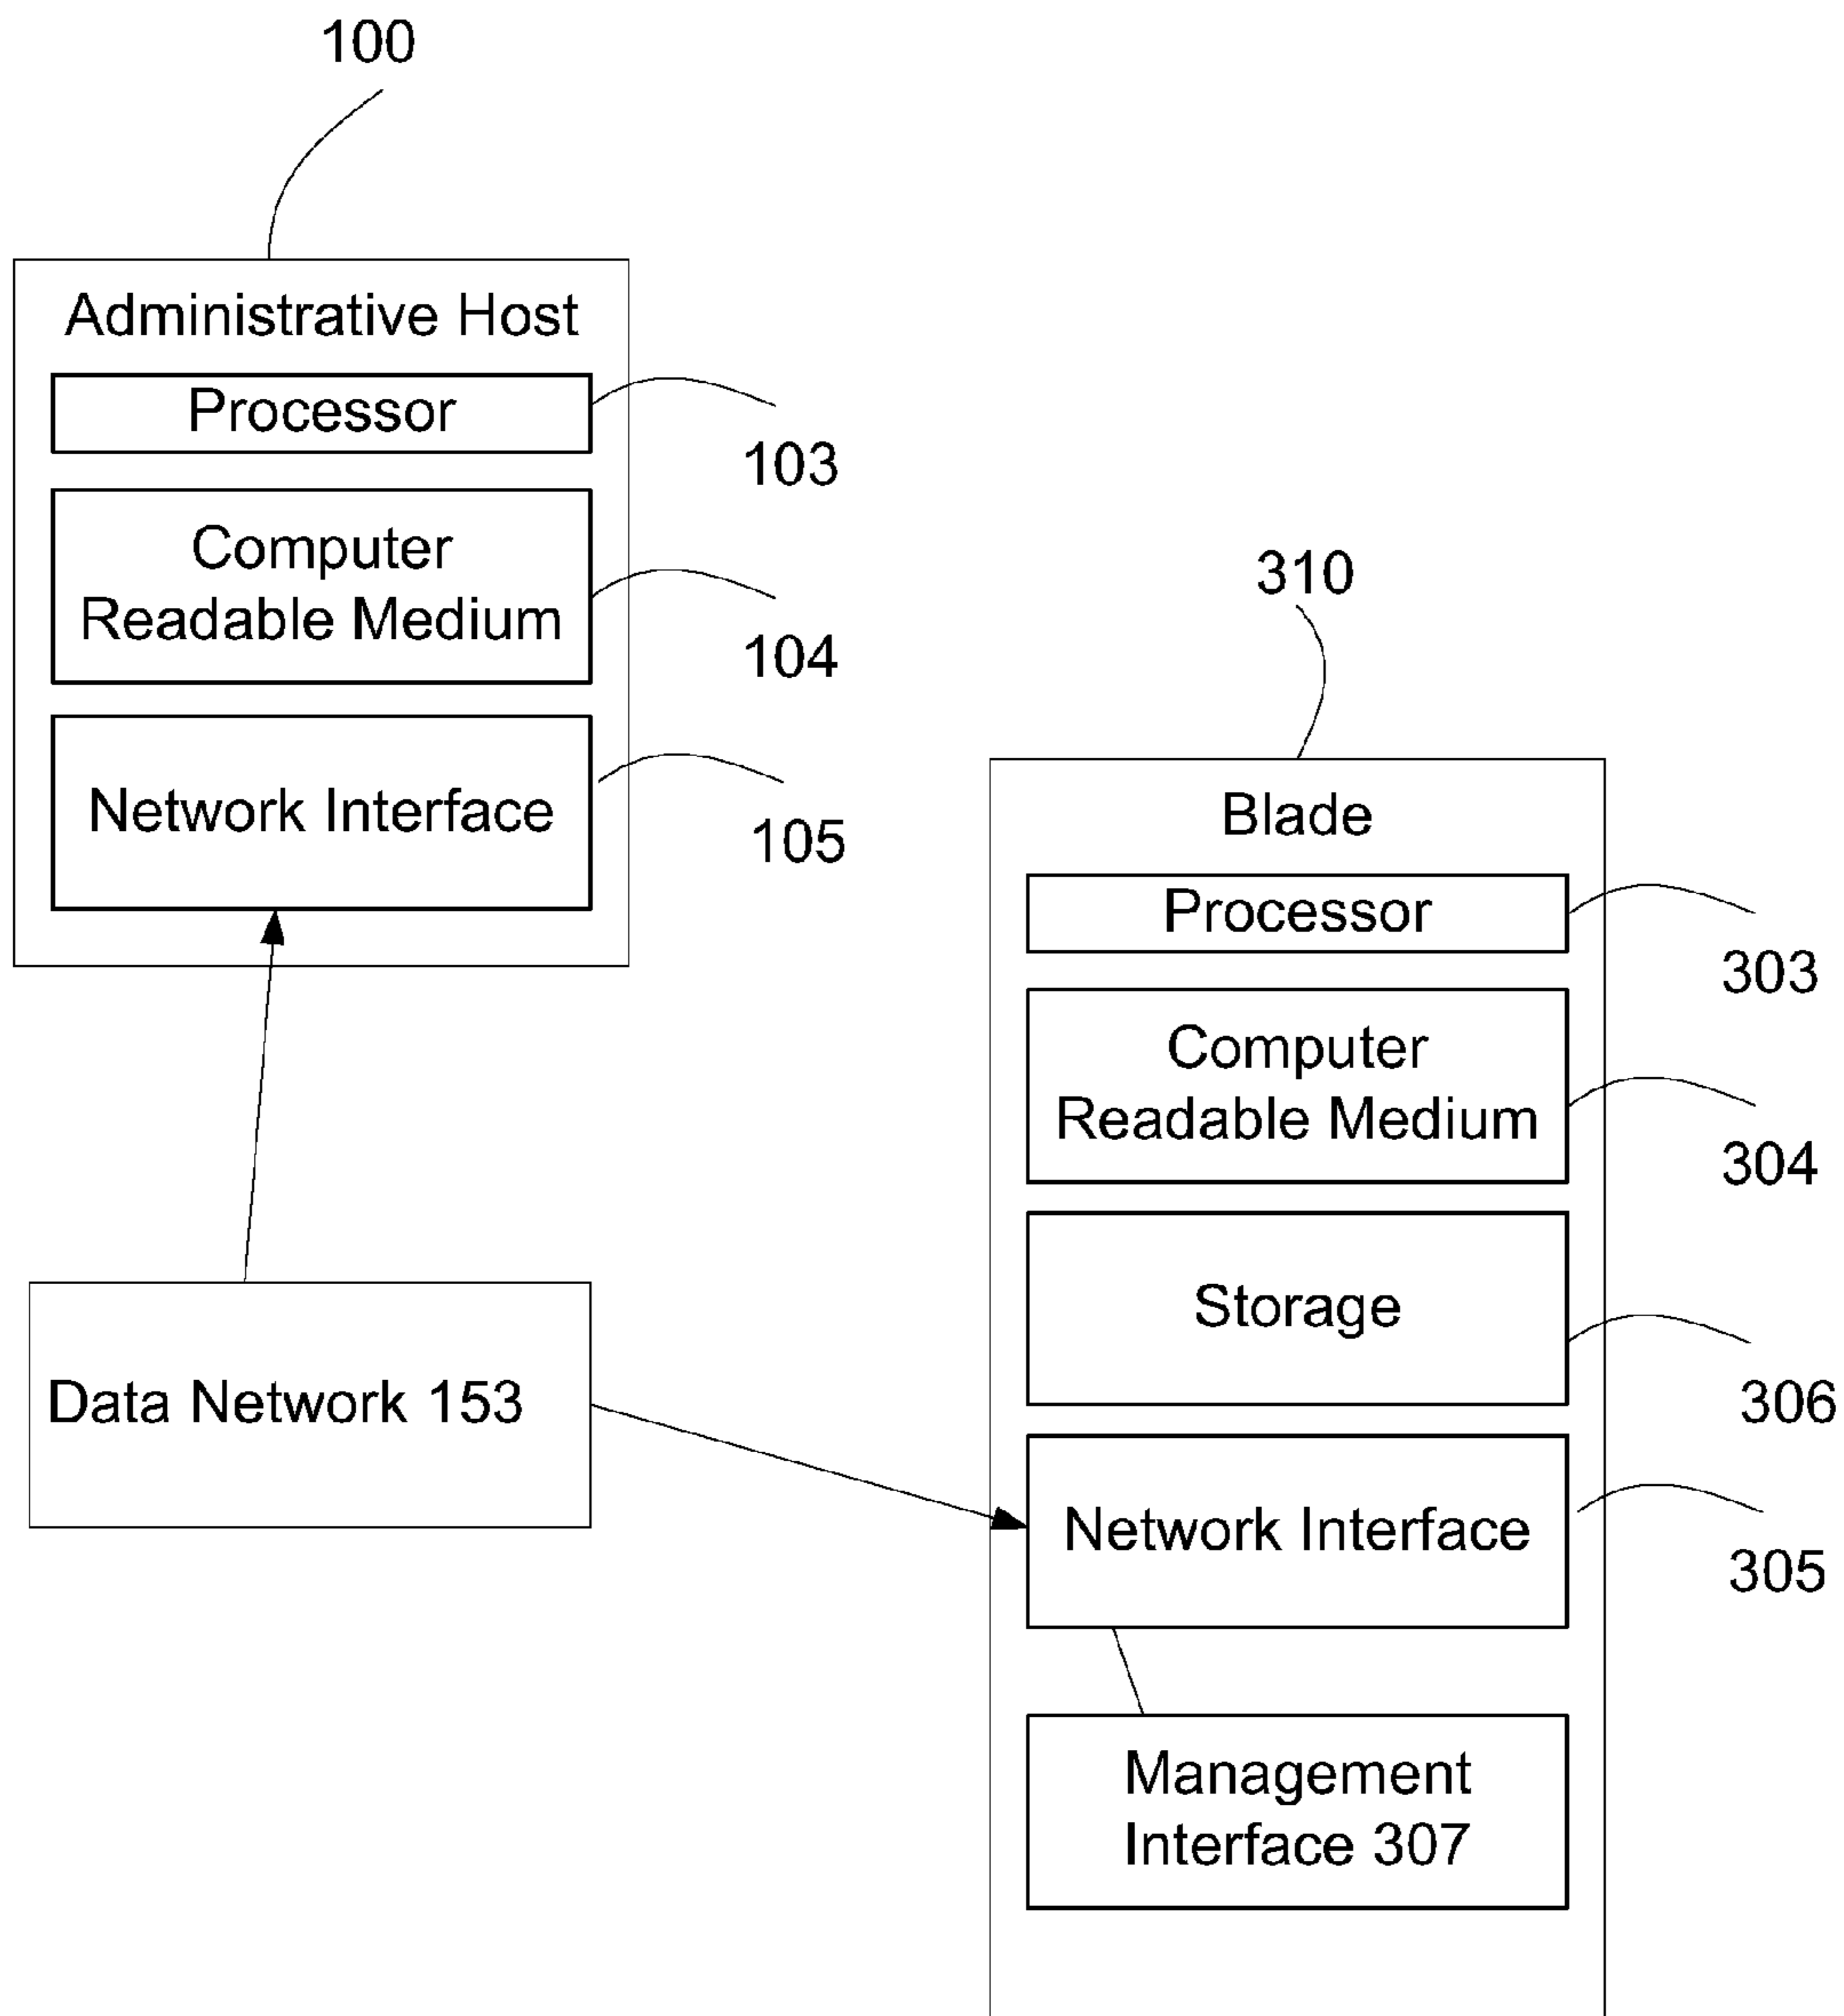 100
Administrative Host
Processor
103
Computer
Readable Medium
104
Network Interface
105
310
Blade
Processor
303
Computer
Readable Medium
304
Storage
306
Data Network 153
Network Interface
305
Management
Interface 307